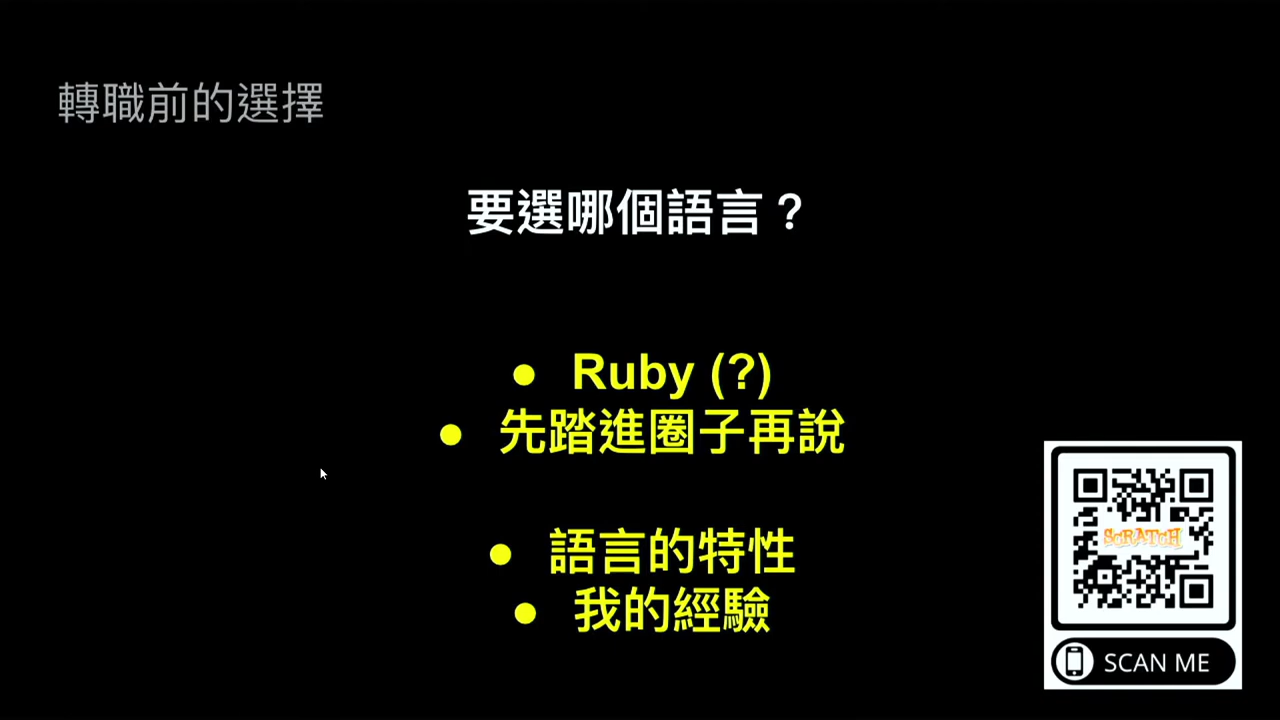 轉職前的選擇
要選哪個語言？
● Ruby (?)
● 先踏進圈子再說
● 語言的特性
● 我的經驗
SCRATCH
SCAN ME